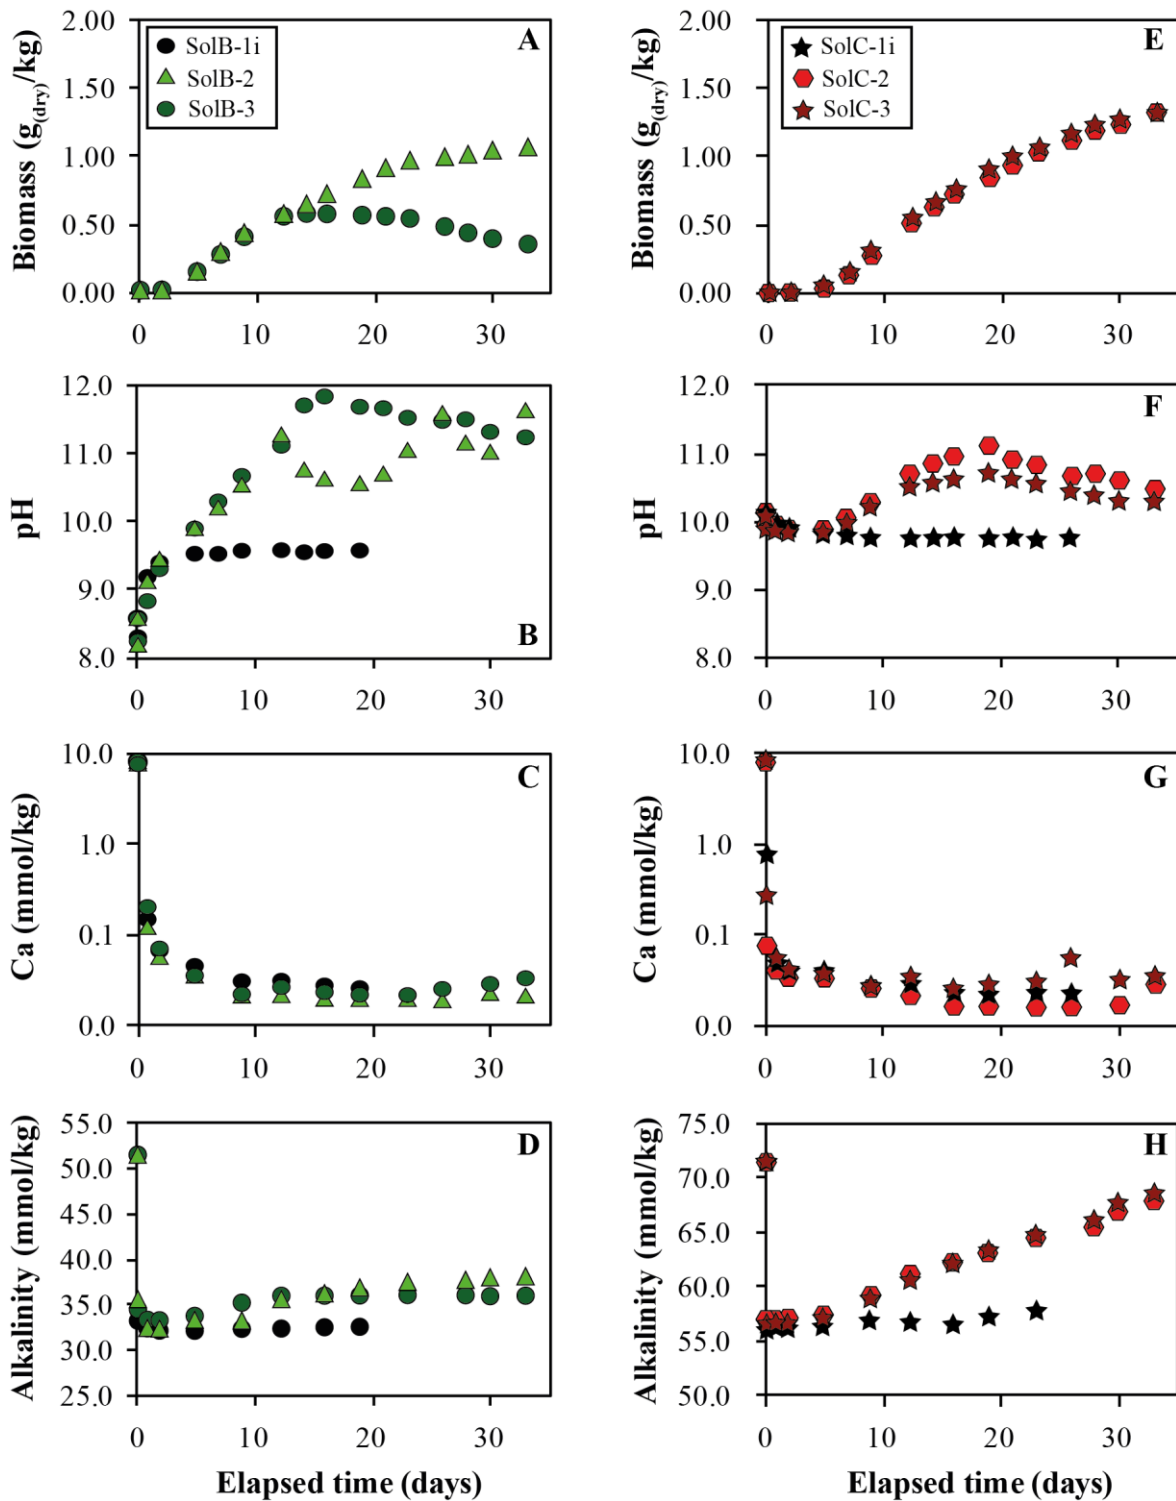 2.00
1.50
1.00
0.50
0.00
Biomass (g(dry)/kg)
SolB-1i
SolB-2
SolB-3
A
0 10 20 30
12.0
11.0
10.0
9.0
8.0
pH
B
0 10 20 30
10.0
1.0
0.1
0.0
Ca (mmol/kg)
C
0 10 20 30
55.0
50.0
45.0
40.0
35.0
30.0
25.0
Alkalinity (mmol/kg)
D
0 10 20 30
Elapsed time (days)
2.00
1.50
1.00
0.50
0.00
Biomass (g(dry)/kg)
SolC-1i
SolC-2
SolC-3
E
0 10 20 30
12.0
11.0
10.0
9.0
8.0
pH
F
0 10 20 30
10.0
1.0
0.1
0.0
Ca (mmol/kg)
G
0 10 20 30
75.0
70.0
65.0
60.0
55.0
50.0
Alkalinity (mmol/kg)
H
0 10 20 30
Elapsed time (days)